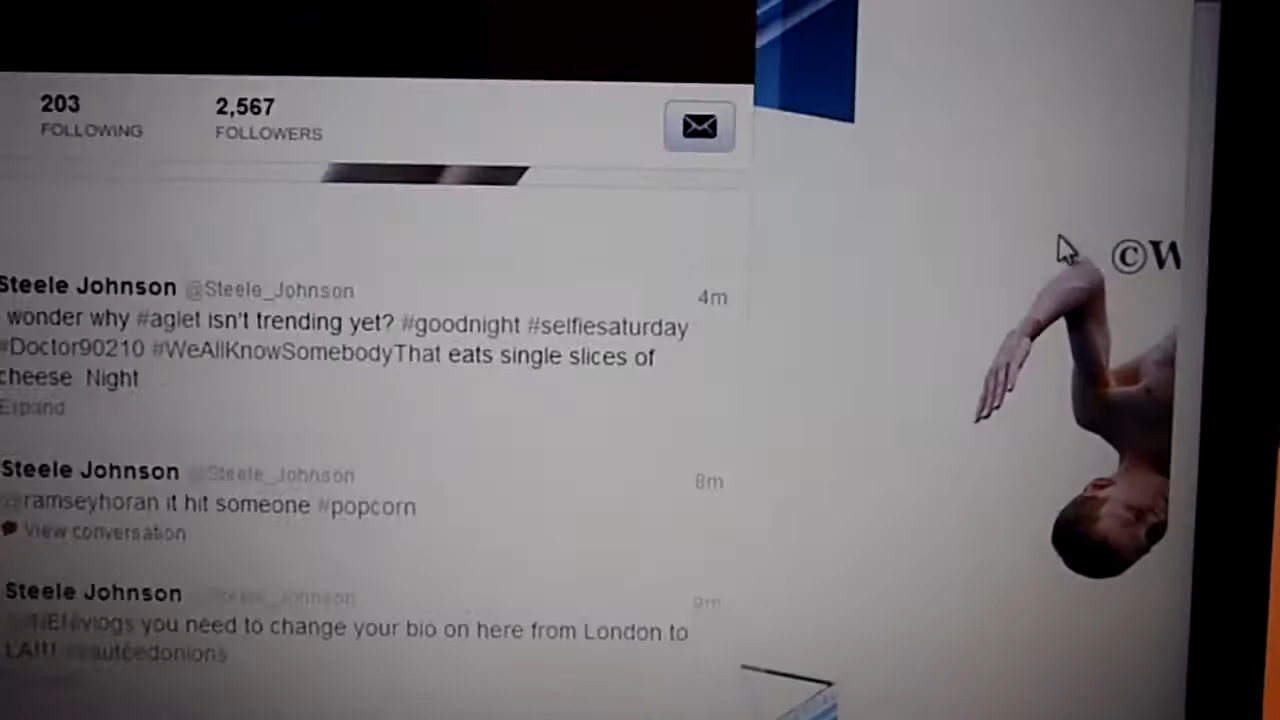 203
2,567
FOLLOWING
FOLLOWERS
©W
Steele Johnson @Steele_Johnson
4m
wonder why #aglet isn't trending yet? #goodnight #selfiesaturday
#Doctor90210 #WeAllKnowSomebodyThat eats single slices of
cheese Night
Expand
Steele Johnson @Steele_Johnson
8m
@ramseyhoran it hit someone #popcorn
View conversation
Steele Johnson @Steele_Johnson
9m
you need to change your bio on here from London to
LA!!!